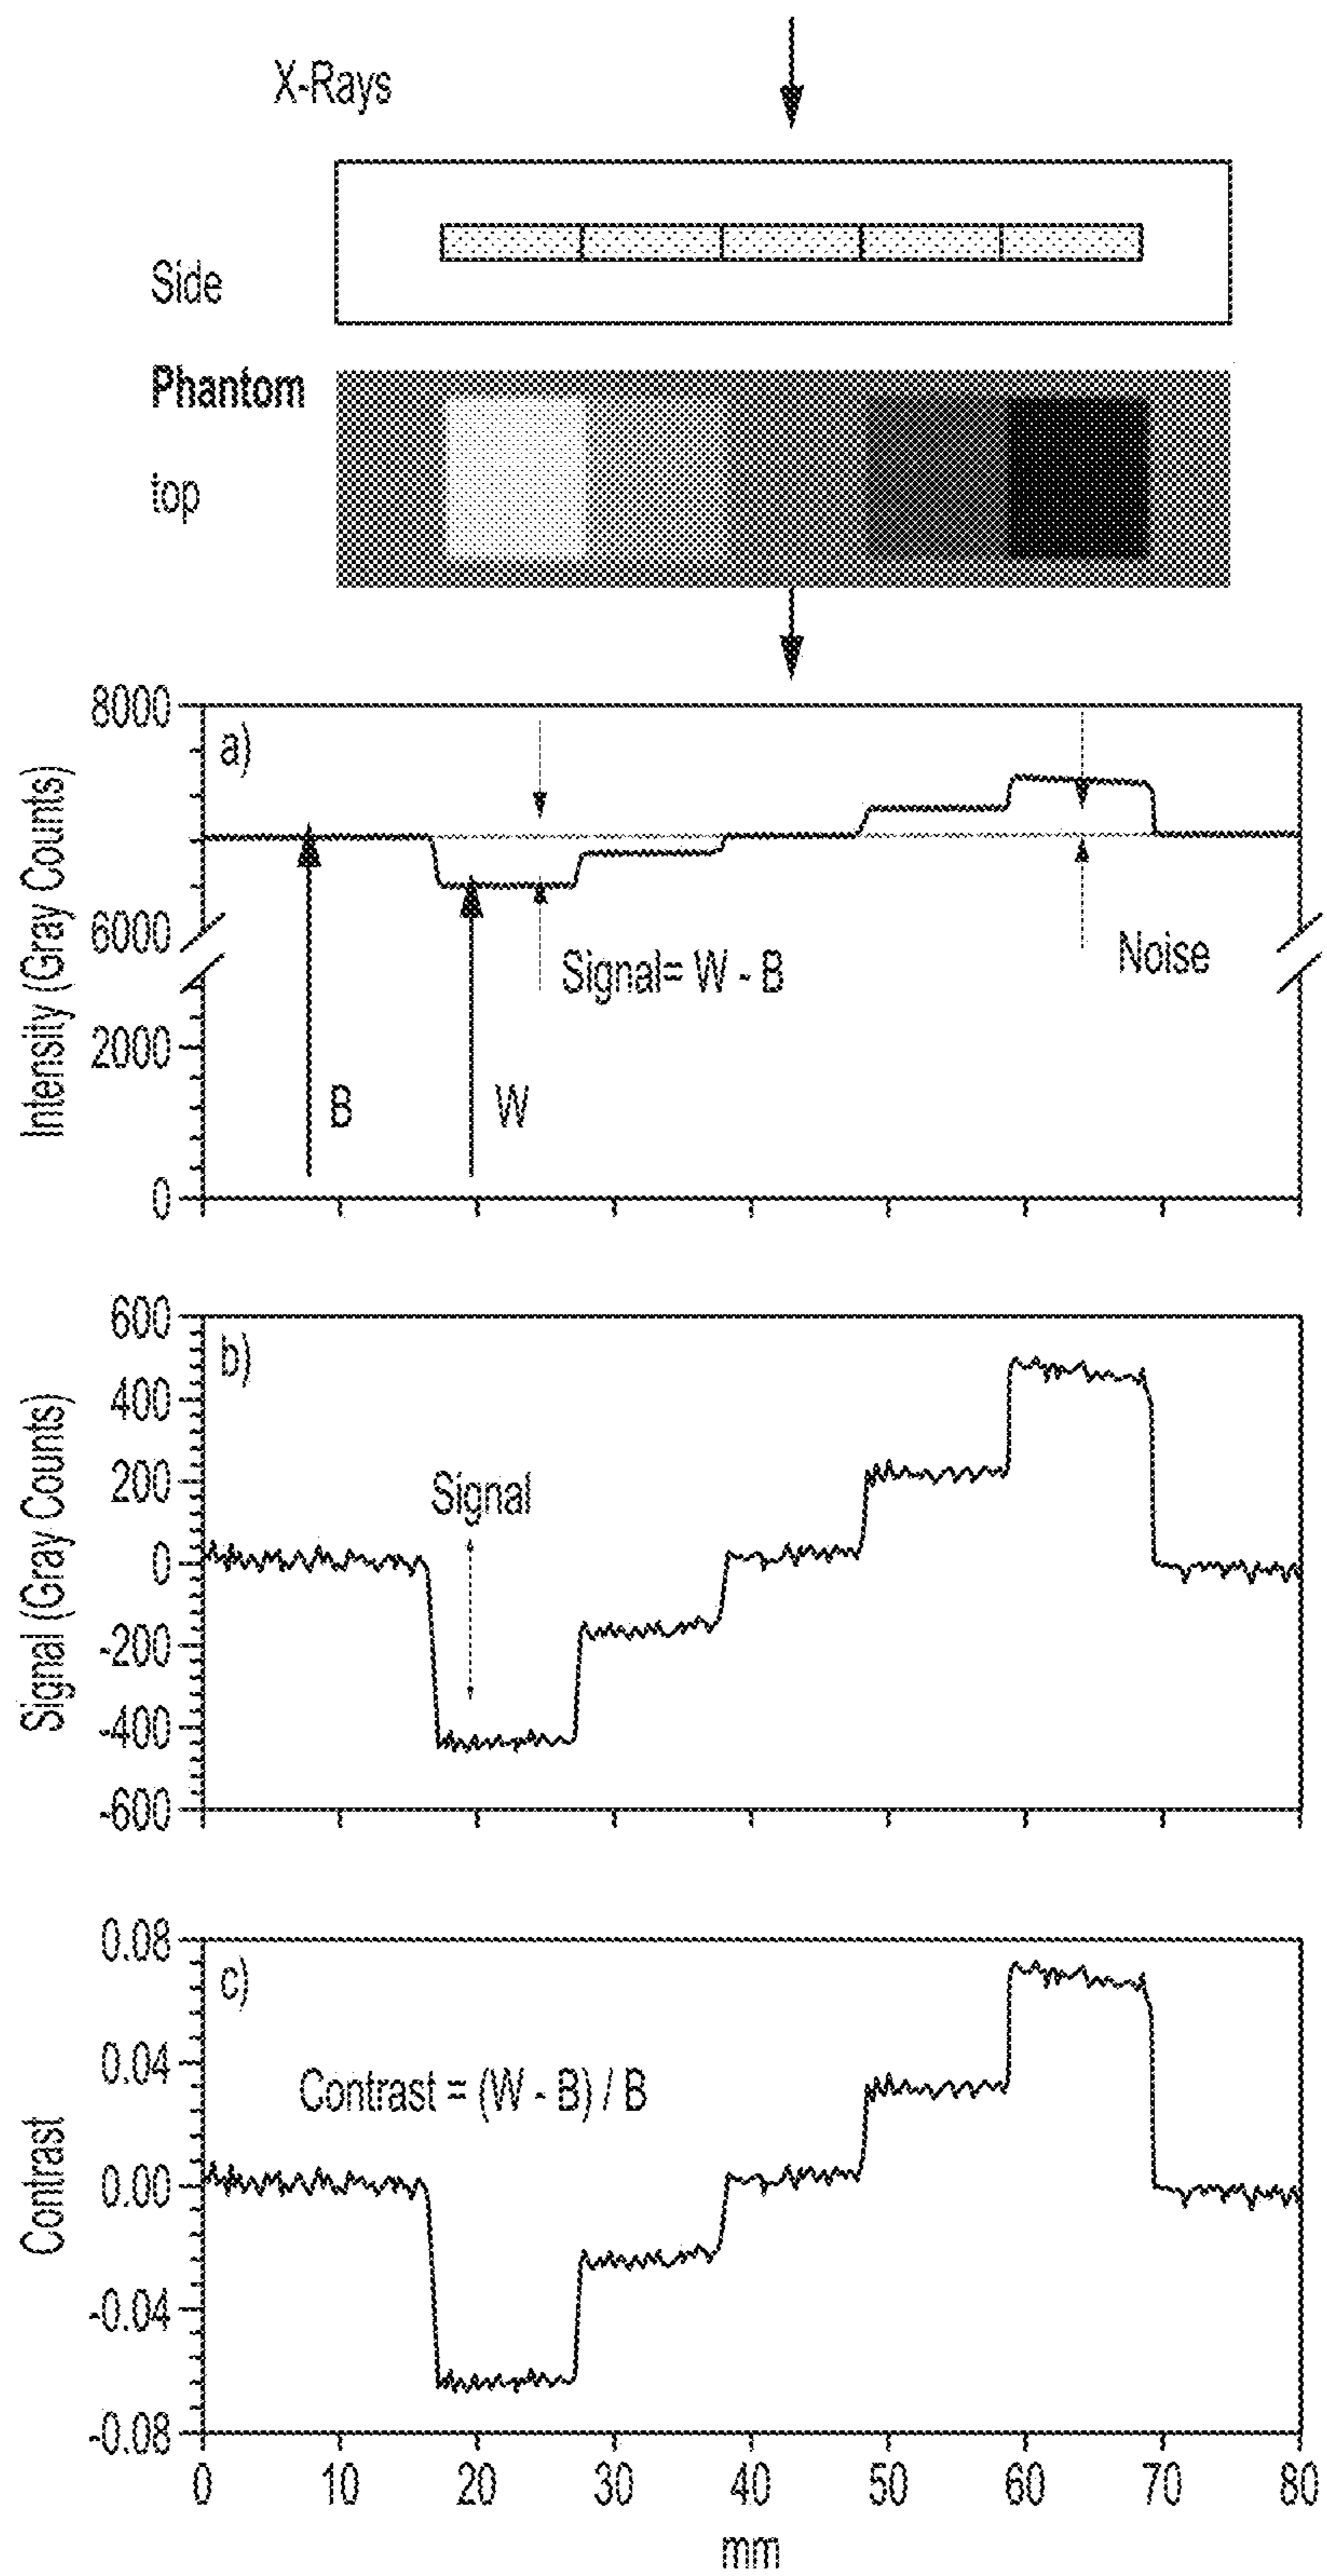 X-Rays
Side
Phantom
top
8000
a)
6000
Noise
Signal= W - B
2000
B
W
0
Intensity (Gray Counts)
600
b)
400
200
Signal
0
-200
-400
-600
Signal (Gray Counts)
0.08
c)
0.04
Contrast = (W - B) / B
0.00
-0.04
-0.08
Contrast
0 10 20 30 40 50 60 70 80
mm